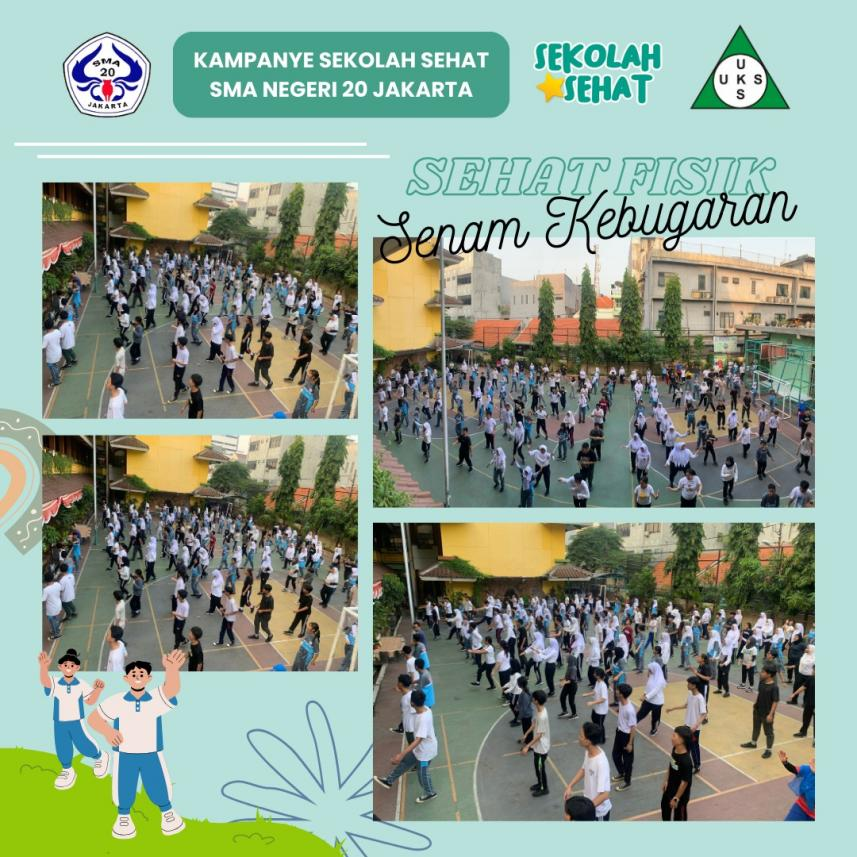 SMA
20
JAKARTA
KAMPANYE SEKOLAH SEHAT
SMA NEGERI 20 JAKARTA
SEKOLAH
SEHAT
U
U K S
S
SEHAT FISIK
Senam Kebugaran